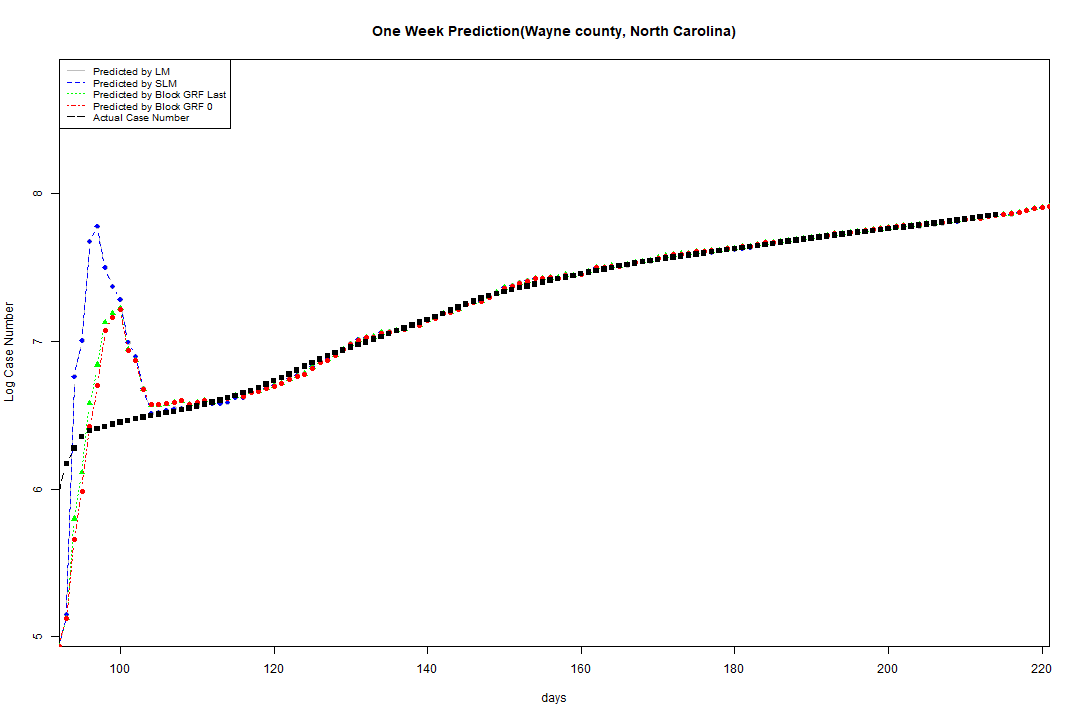 One Week Prediction(Wayne county, North Carolina)
Predicted by LM
Predicted by SLM
Predicted by Block GRF Last
Predicted by Block GRF 0
Actual Case Number
Log Case Number
8
7
6
5
100 120 140 160 180 200 220
days